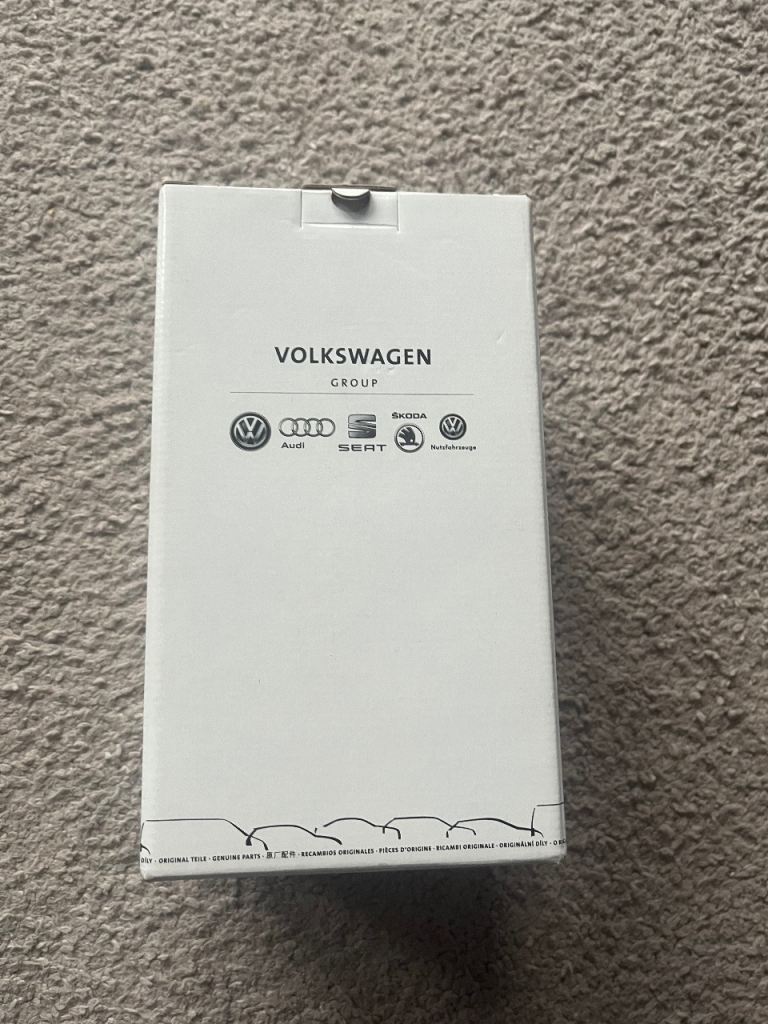 VOLKSWAGEN
GROUP
Audi
SEAT
ŠKODA
Nutzfahrzeuge
DÍLY · ORIGINAL TEILE · GENUINE PARTS · 原厂配件 · RECAMBIOS ORIGINALES · PIÈCES D'ORIGINE · RICAMBI ORIGINALE · ORIGINÁLNÍ DÍLY · O